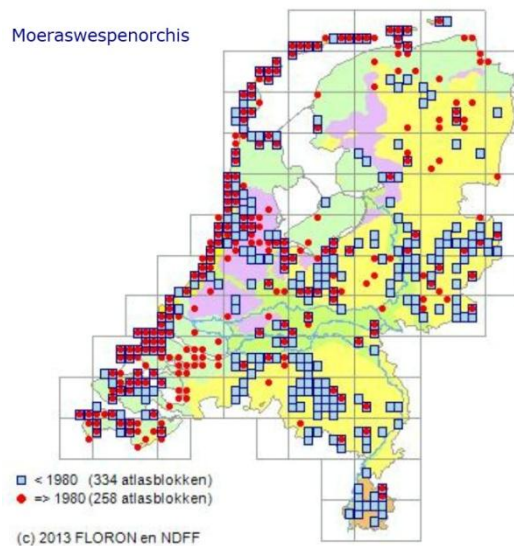 Moeraswespenorchis
< 1980 (334 atlasblokken)
=> 1980 (258 atlasblokken)
(c) 2013 FLORON en NDFF